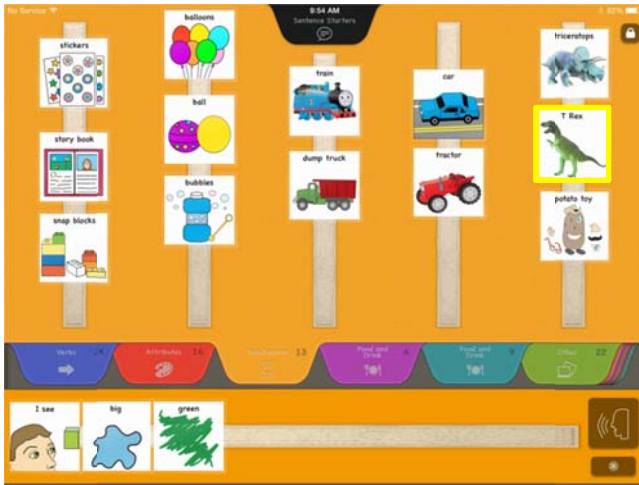 No Service
9:54 AM
82%
Sentence Starters
stickers
story book
snap blocks
balloons
ball
bubbles
train
dump truck
car
tractor
triceratops
T Rex
potato toy
Verbs
Attributes 16
13
Food and
Drink
6
Food and
Drink
9
Other 22
I see
big
green